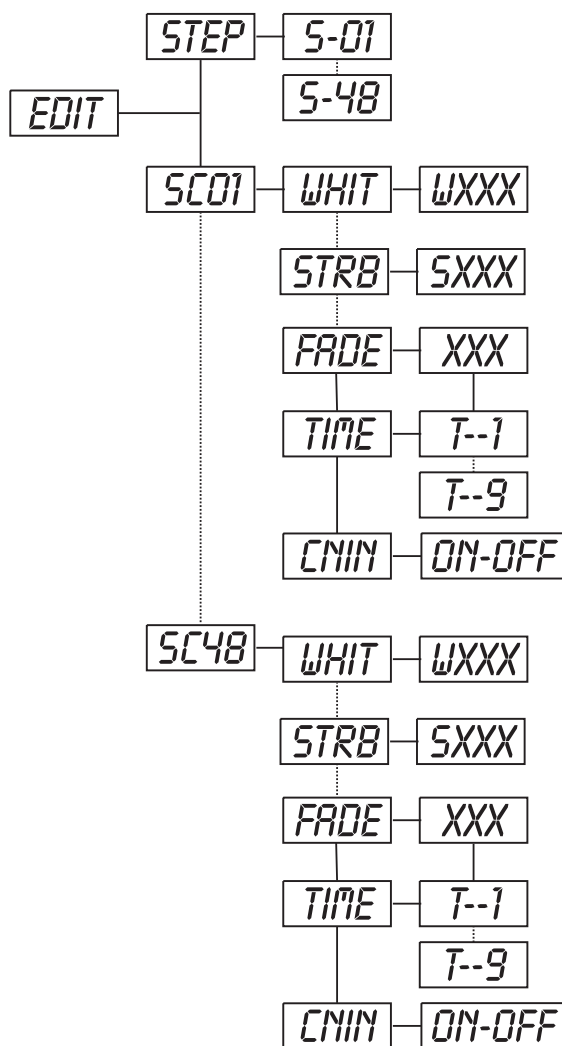 STEP S-01
S-48
EDIT
SC01 WHIT WXXX
STRB SXXX
FADE XXX
TIME T--1
T--9
CNIN ON-OFF
SC48 WHIT WXXX
STRB SXXX
FADE XXX
TIME T--1
T--9
CNIN ON-OFF